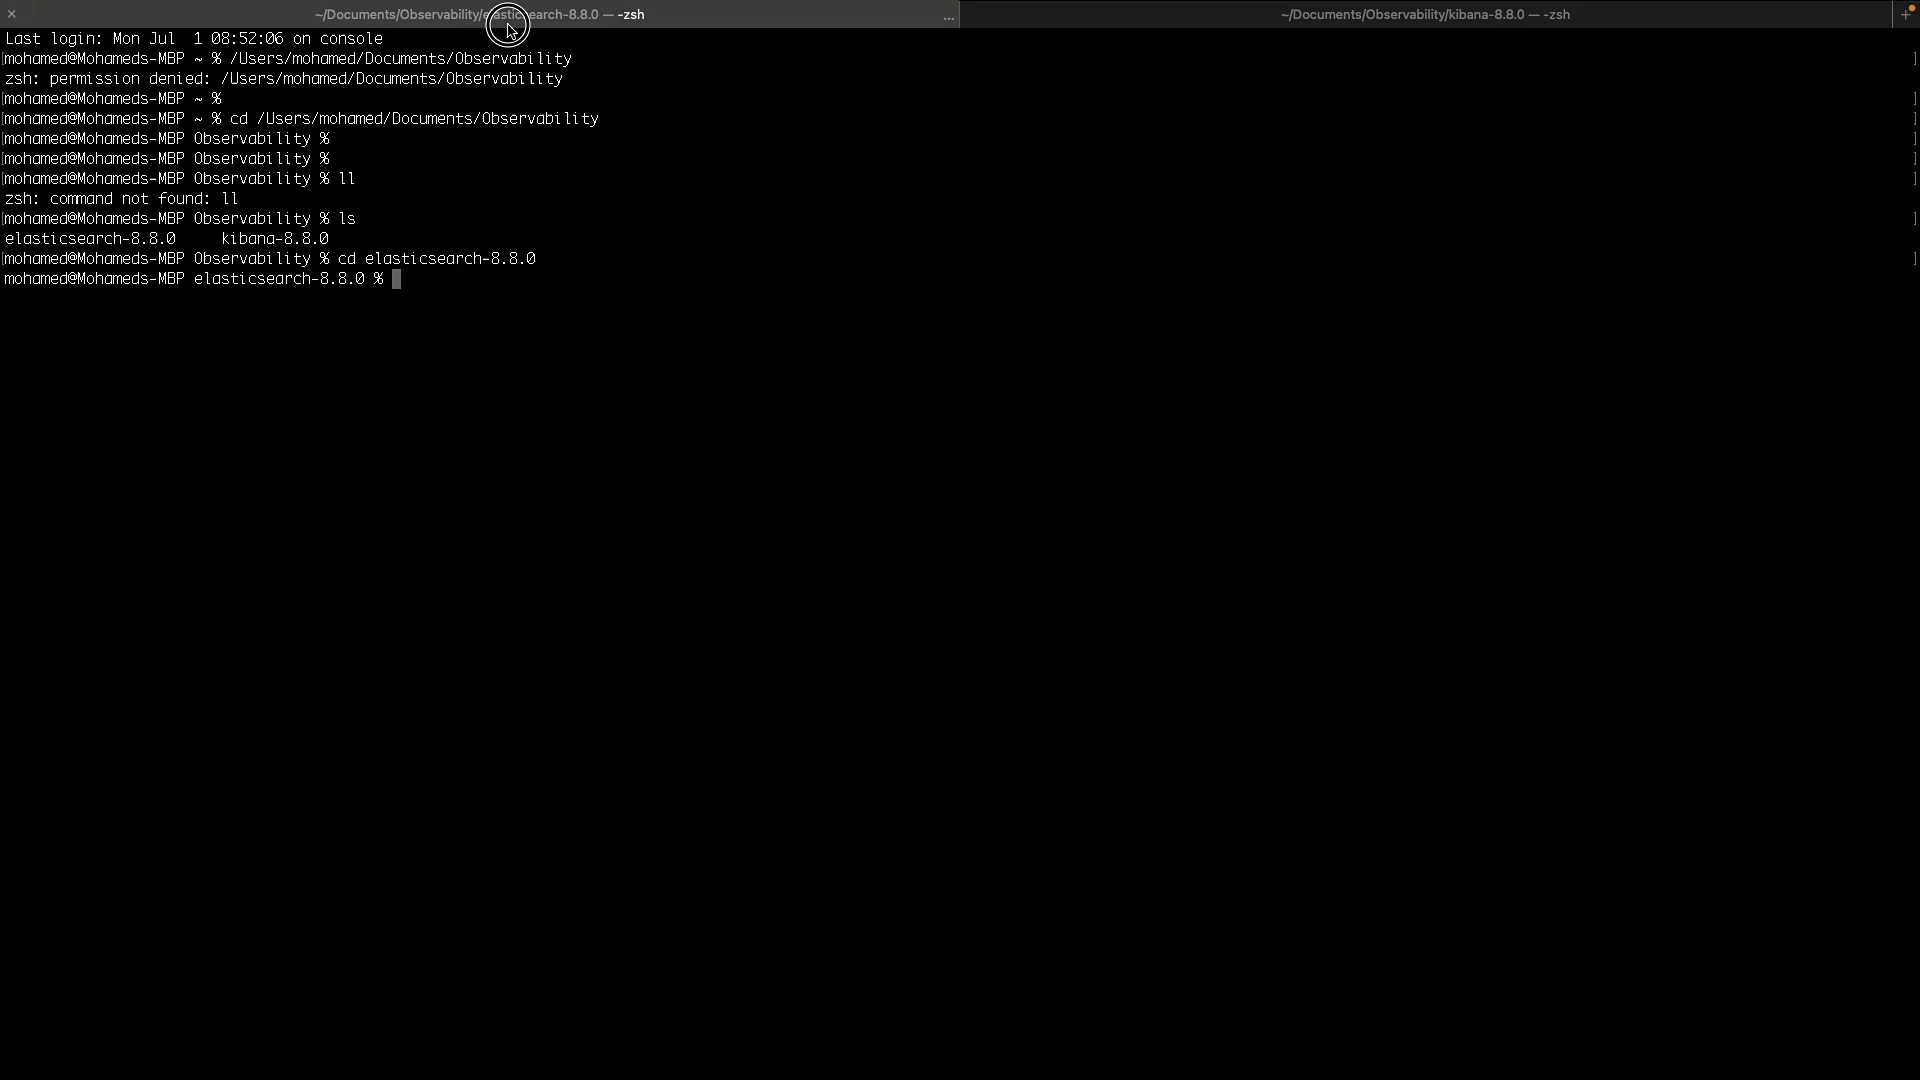 ~/Documents/Observability/elasticsearch-8.8.0 — -zsh
...
~/Documents/Observability/kibana-8.8.0 — -zsh
Last login: Mon Jul  1 08:52:06 on console
[mohamed@Mohameds-MBP ~ % /Users/mohamed/Documents/Observability ]
zsh: permission denied: /Users/mohamed/Documents/Observability
[mohamed@Mohameds-MBP ~ % ]
[mohamed@Mohameds-MBP ~ % cd /Users/mohamed/Documents/Observability ]
[mohamed@Mohameds-MBP Observability % ]
[mohamed@Mohameds-MBP Observability % ]
[mohamed@Mohameds-MBP Observability % ll ]
zsh: command not found: ll
[mohamed@Mohameds-MBP Observability % ls ]
elasticsearch-8.8.0     kibana-8.8.0
[mohamed@Mohameds-MBP Observability % cd elasticsearch-8.8.0 ]
mohamed@Mohameds-MBP elasticsearch-8.8.0 %